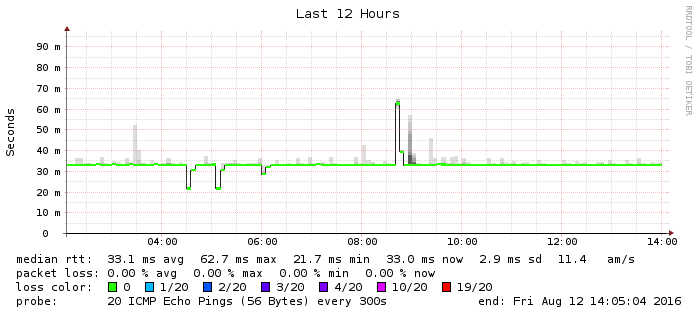 Last 12 Hours
RRDTOOL / TOBI OETIKER
Seconds
90 m
80 m
70 m
60 m
50 m
40 m
30 m
20 m
10 m
0
04:00 06:00 08:00 10:00 12:00 14:00
median rtt: 33.1 ms avg 62.7 ms max 21.7 ms min 33.0 ms now 2.9 ms sd 11.4 am/s
packet loss: 0.00 % avg 0.00 % max 0.00 % min 0.00 % now
loss color: 0 1/20 2/20 3/20 4/20 10/20 19/20
probe: 20 ICMP Echo Pings (56 Bytes) every 300s end: Fri Aug 12 14:05:04 2016